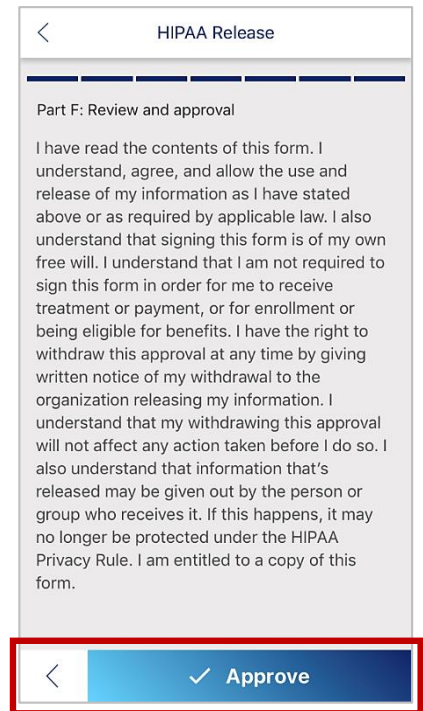 HIPAA Release
Part F: Review and approval
I have read the contents of this form. I
understand, agree, and allow the use and
release of my information as I have stated
above or as required by applicable law. I also
understand that signing this form is of my own
free will. I understand that I am not required to
sign this form in order for me to receive
treatment or payment, or for enrollment or
being eligible for benefits. I have the right to
withdraw this approval at any time by giving
written notice of my withdrawal to the
organization releasing my information. I
understand that my withdrawing this approval
will not affect any action taken before I do so. I
also understand that information that's
released may be given out by the person or
group who receives it. If this happens, it may
no longer be protected under the HIPAA
Privacy Rule. I am entitled to a copy of this
form.
Approve